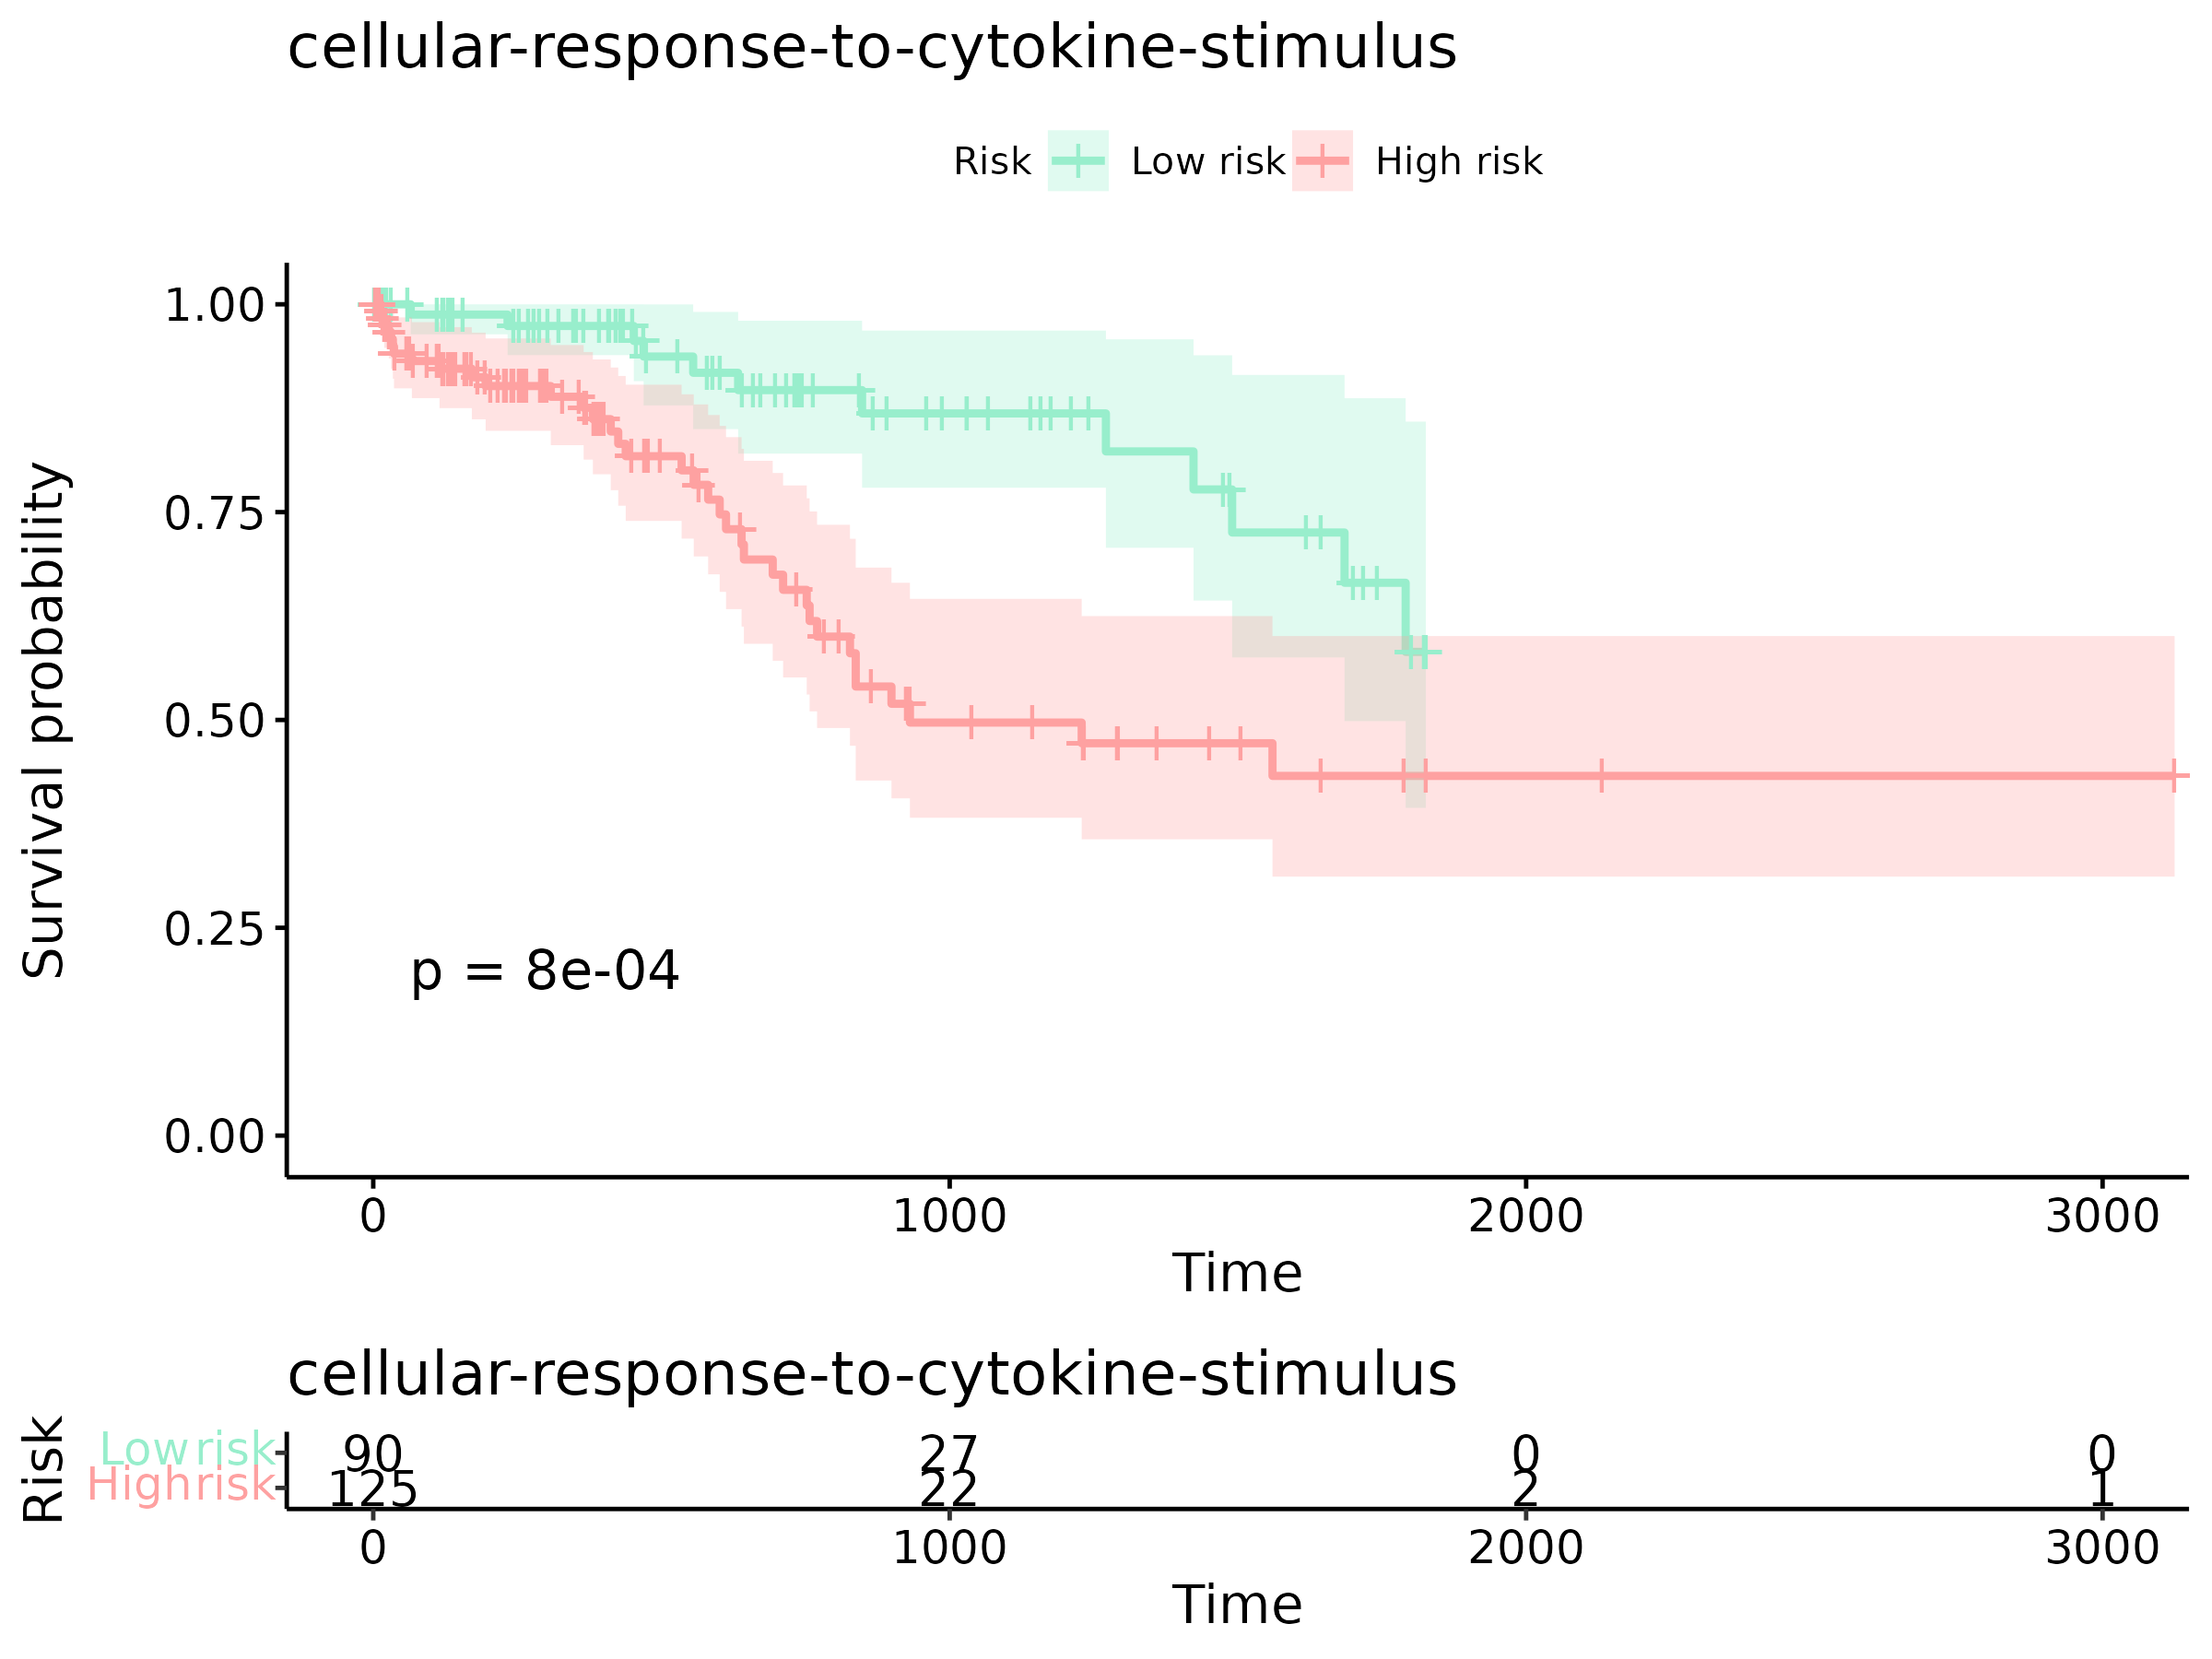 cellular-response-to-cytokine-stimulus
Risk Low risk High risk
Survival probability
1.00
0.75
0.50
0.25
0.00
p = 8e-04
0 1000 2000 3000
Time
cellular-response-to-cytokine-stimulus
Risk
Low risk 90 27 0 0
High risk 125 22 2 1
0 1000 2000 3000
Time